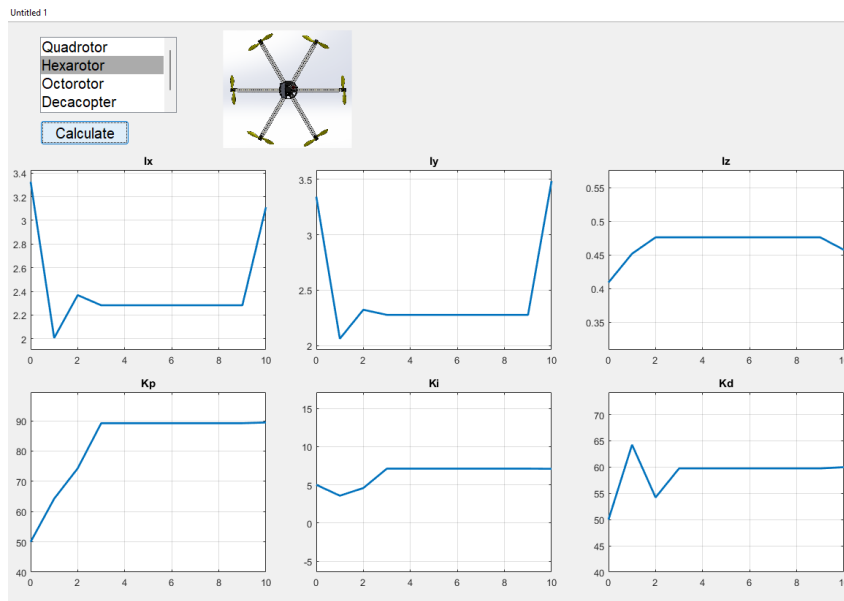 Untitled 1
Quadrotor
Hexarotor
Octorotor
Decacopter
Calculate
Ix
3.4
3.2
3
2.8
2.6
2.4
2.2
2
0 2 4 6 8 10
Iy
3.5
3
2.5
2
0 2 4 6 8 10
Iz
0.55
0.5
0.45
0.4
0.35
0 2 4 6 8
Kp
90
80
70
60
50
40
0 2 4 6 8 10
Ki
15
10
5
0
-5
0 2 4 6 8 10
Kd
70
65
60
55
50
45
40
0 2 4 6 8